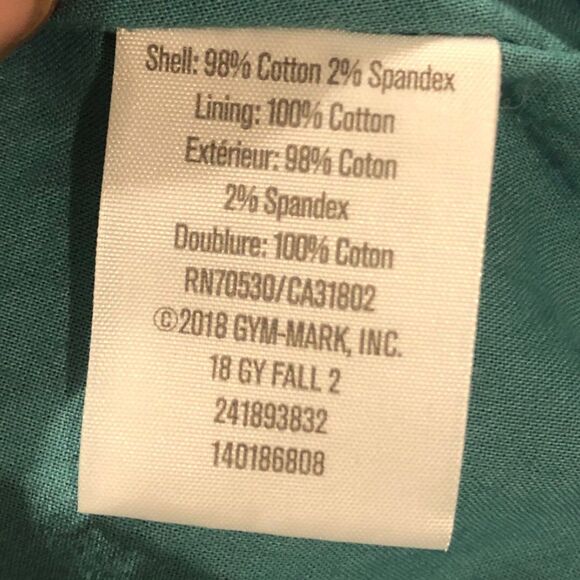 Shell: 98% Cotton 2% Spandex
Lining: 100% Cotton
Extérieur: 98% Coton
2% Spandex
Doublure: 100% Coton
RN70530/CA31802
©2018 GYM-MARK, INC.
18 GY FALL 2
241893832
140186808